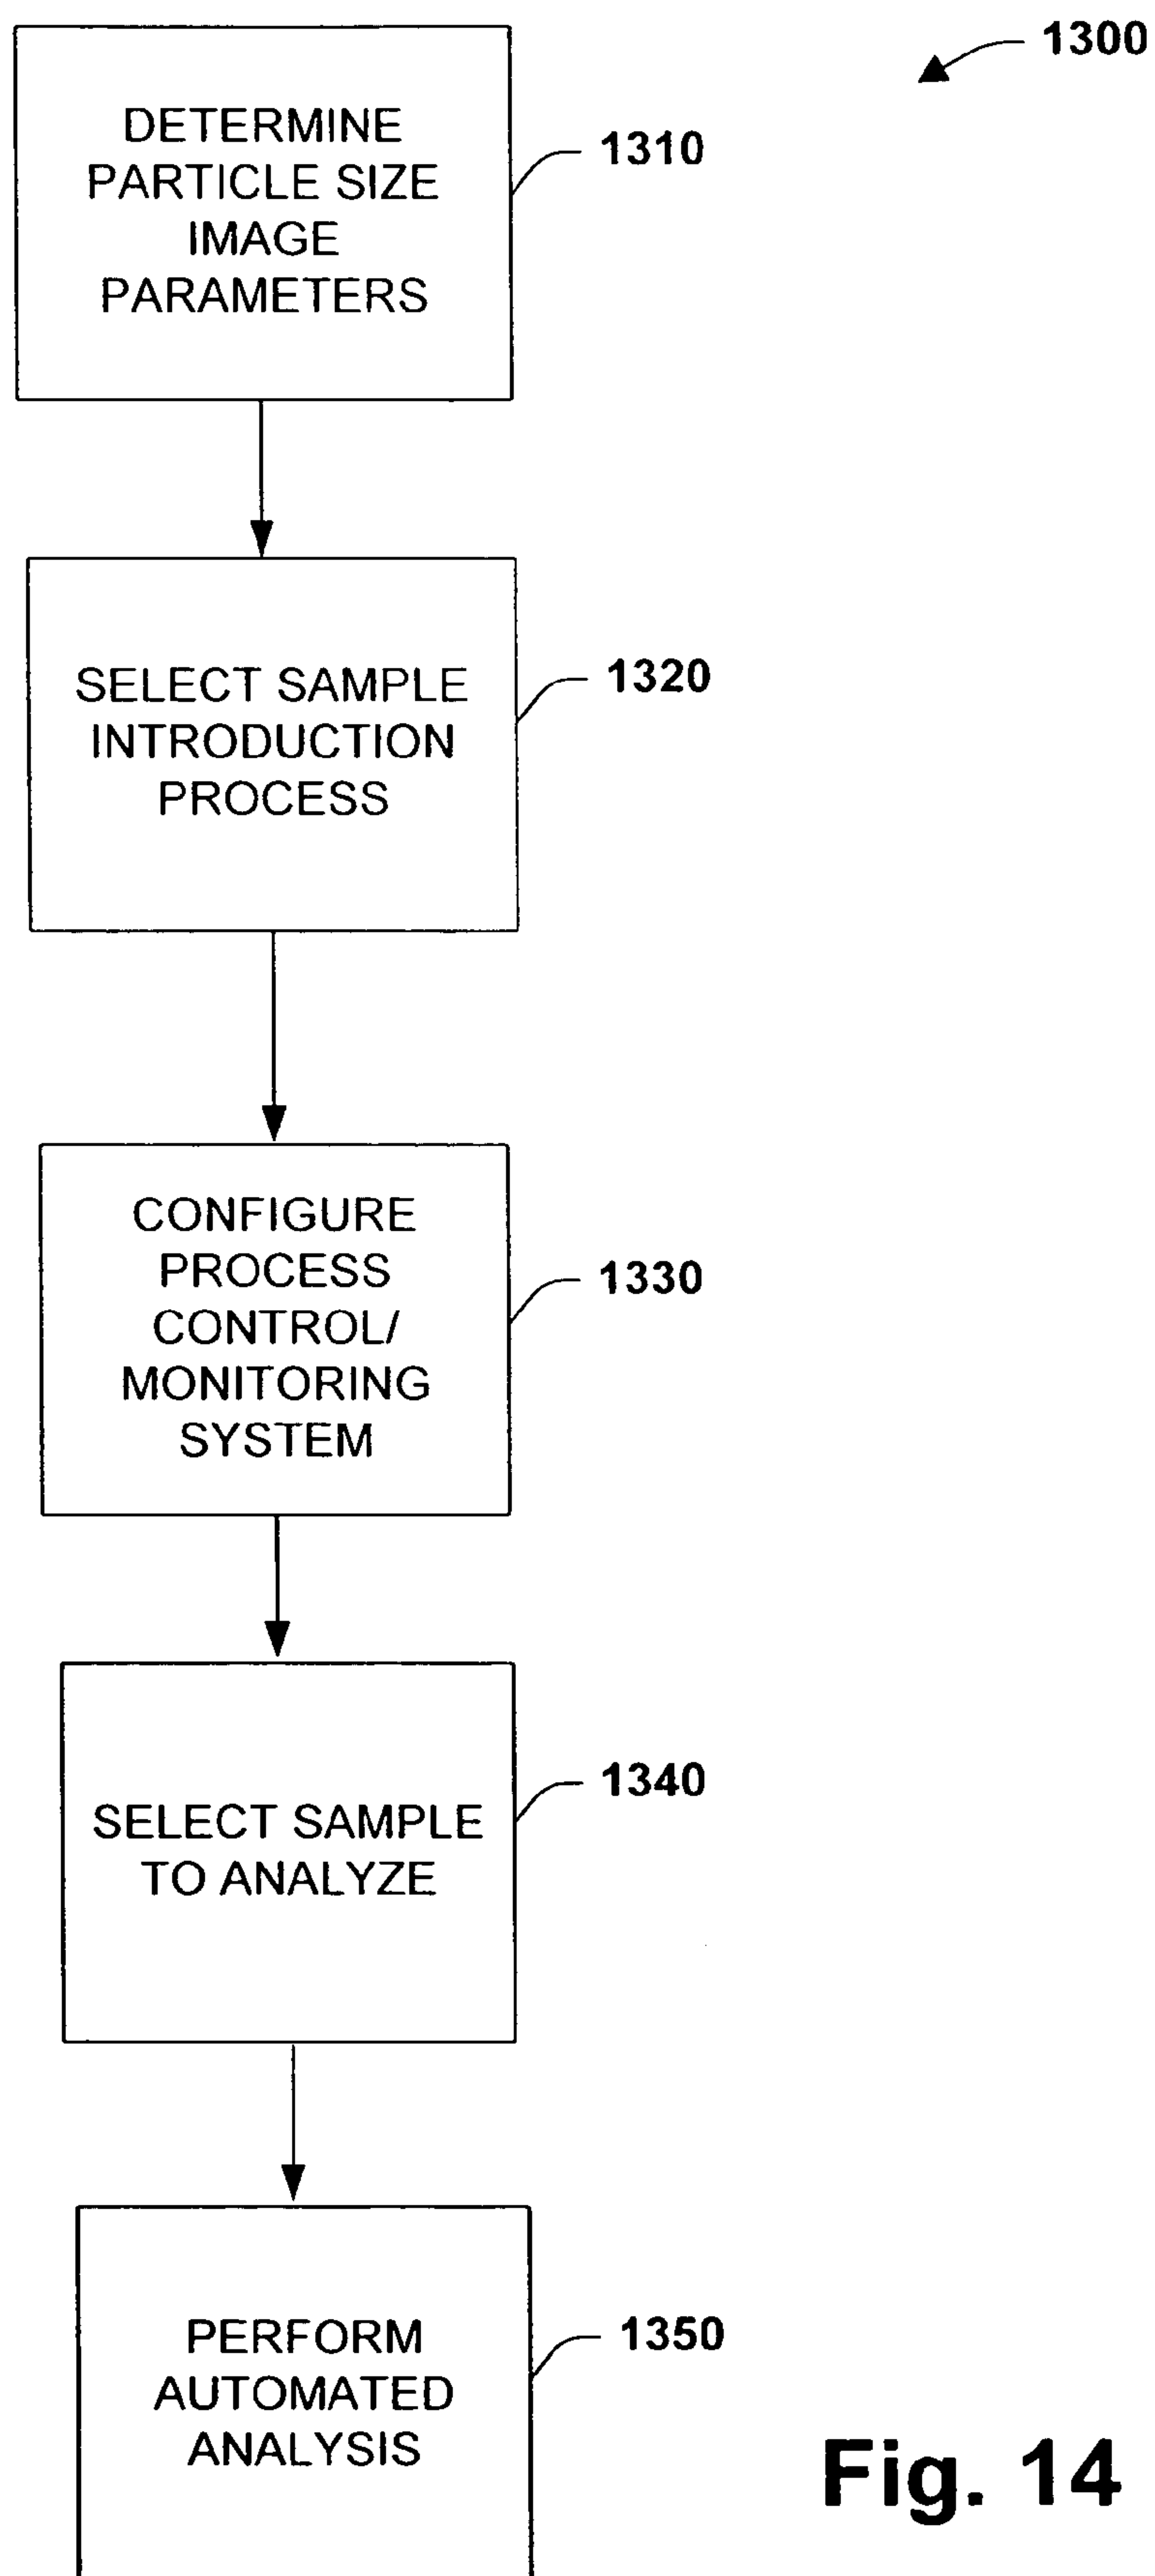 1300
DETERMINE
PARTICLE SIZE
IMAGE
PARAMETERS
1310
SELECT SAMPLE
INTRODUCTION
PROCESS
1320
CONFIGURE
PROCESS
CONTROL/
MONITORING
SYSTEM
1330
SELECT SAMPLE
TO ANALYZE
1340
PERFORM
AUTOMATED
ANALYSIS
1350
Fig. 14